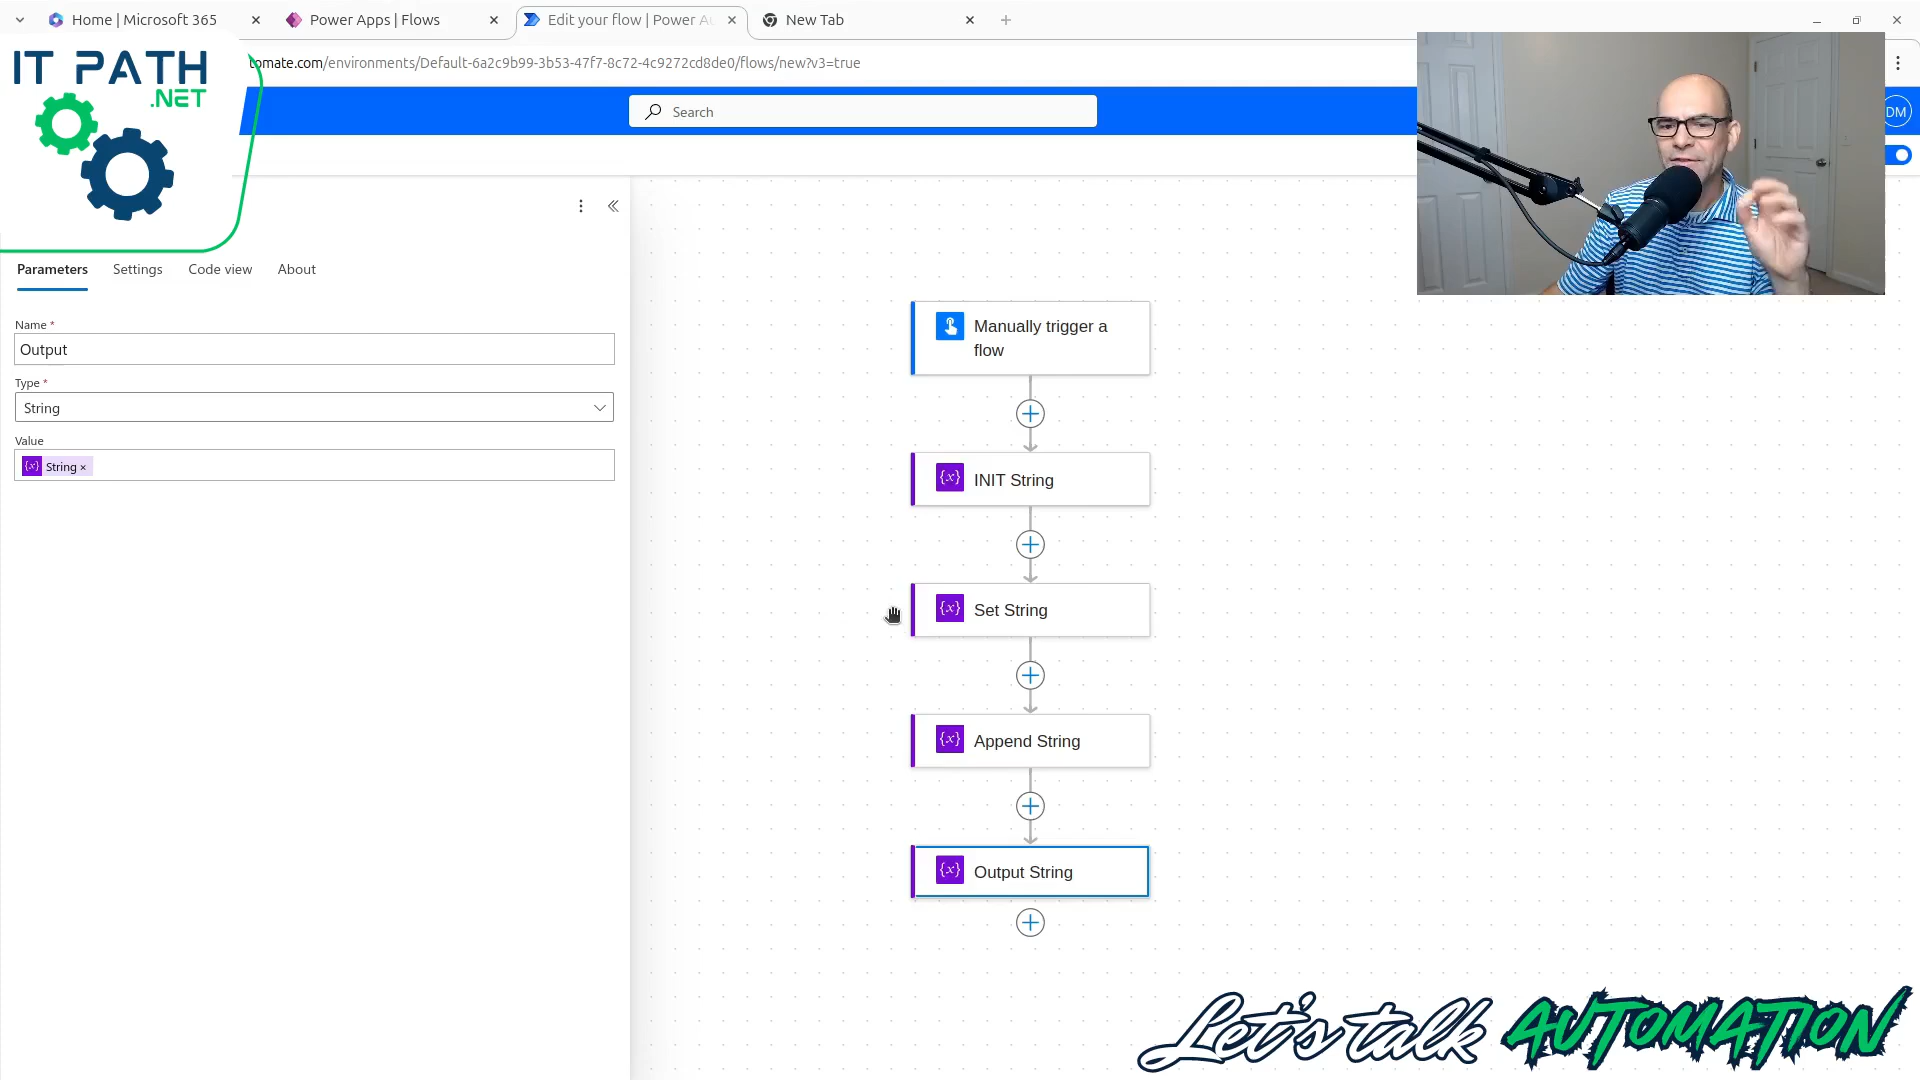 Home | Microsoft 365
Power Apps | Flows
Edit your flow | Power Au
New Tab
IT PATH
.NET
tomate.com/environments/Default-6a2c9b99-3b53-47f7-8c72-4c9272cd8de0/flows/new?v3=true
Search
DM
Parameters
Settings
Code view
About
Name *
Output
Type *
String
Value
{x} String ×
Manually trigger a
flow
{x} INIT String
{x} Set String
{x} Append String
{x} Output String
Let's talk AUTOMATION